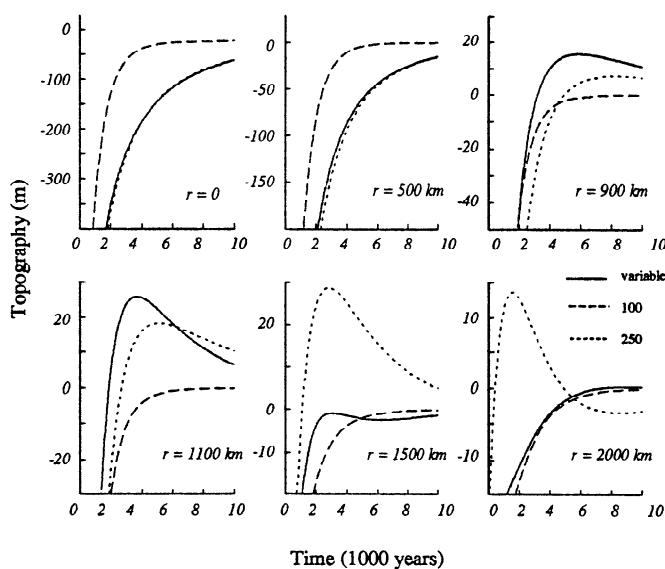 0
-100
-200
-300
r = 0
0 2 4 6 8 10
0
-50
-100
-150
r = 500 km
0 2 4 6 8 10
20
0
-20
-40
r = 900 km
0 2 4 6 8 10
Topography (m)
20
0
-20
r = 1100 km
0 2 4 6 8 10
20
0
-10
r = 1500 km
0 2 4 6 8 10
variable
100
250
10
0
-10
r = 2000 km
0 2 4 6 8 10
Time (1000 years)